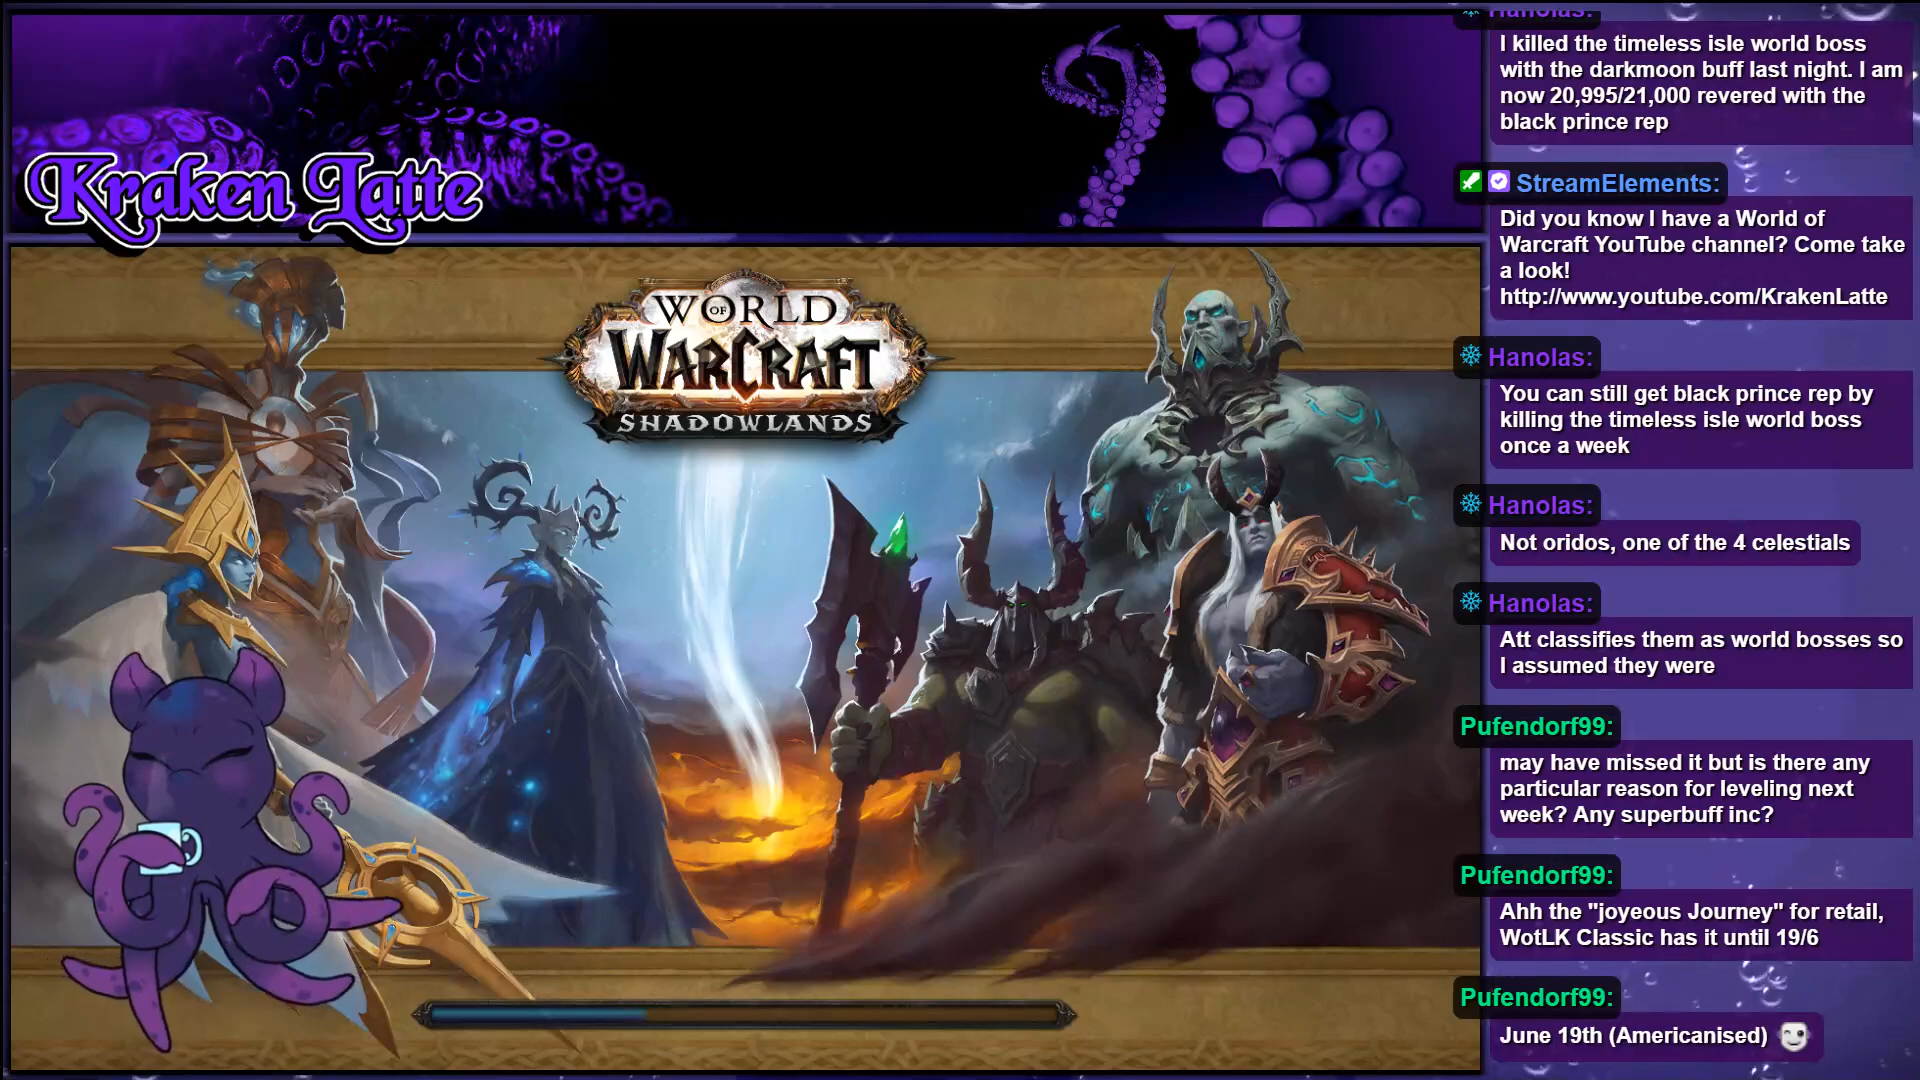 Kraken Latte
WORLD
OF
WARCRAFT
SHADOWLANDS
Hanolas:
I killed the timeless isle world boss
with the darkmoon buff last night. I am
now 20,995/21,000 revered with the
black prince rep
StreamElements:
Did you know I have a World of
Warcraft YouTube channel? Come take
a look!
http://www.youtube.com/KrakenLatte
Hanolas:
You can still get black prince rep by
killing the timeless isle world boss
once a week
Hanolas:
Not oridos, one of the 4 celestials
Hanolas:
Att classifies them as world bosses so
I assumed they were
Pufendorf99:
may have missed it but is there any
particular reason for leveling next
week? Any superbuff inc?
Pufendorf99:
Ahh the "joyeous Journey" for retail,
WotLK Classic has it until 19/6
Pufendorf99:
June 19th (Americanised)